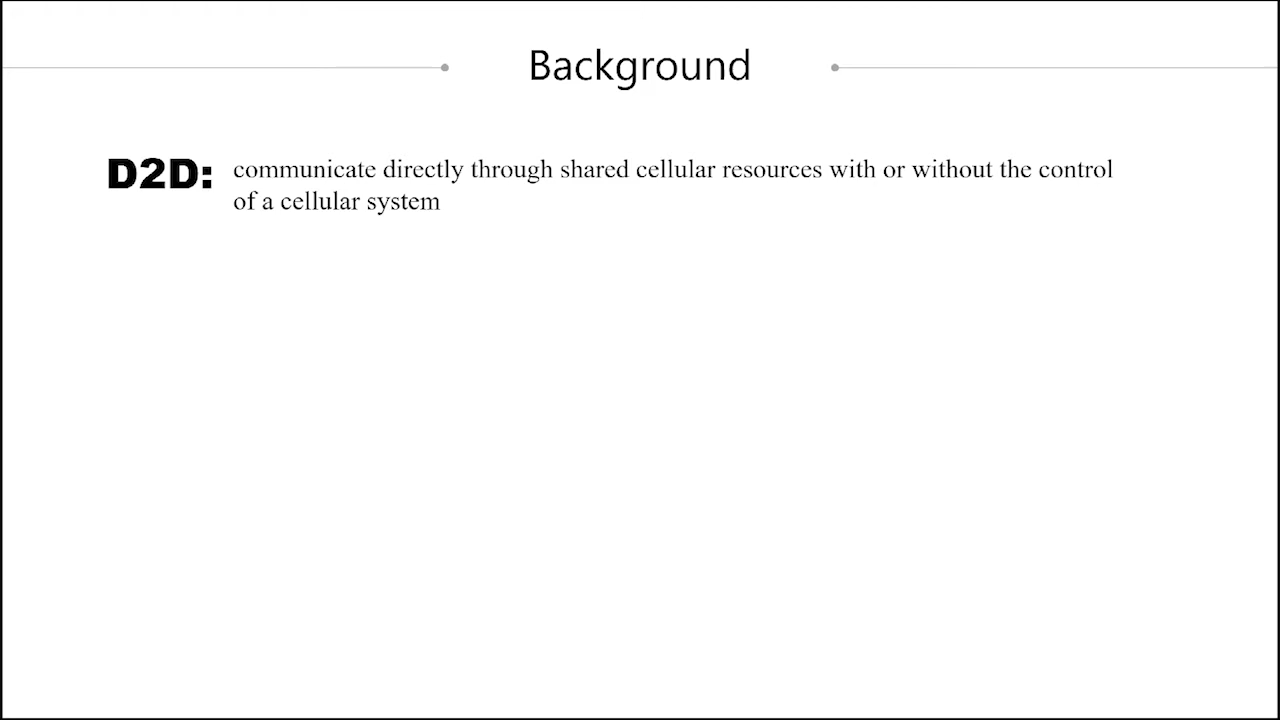 Background
D2D: communicate directly through shared cellular resources with or without the control
of a cellular system